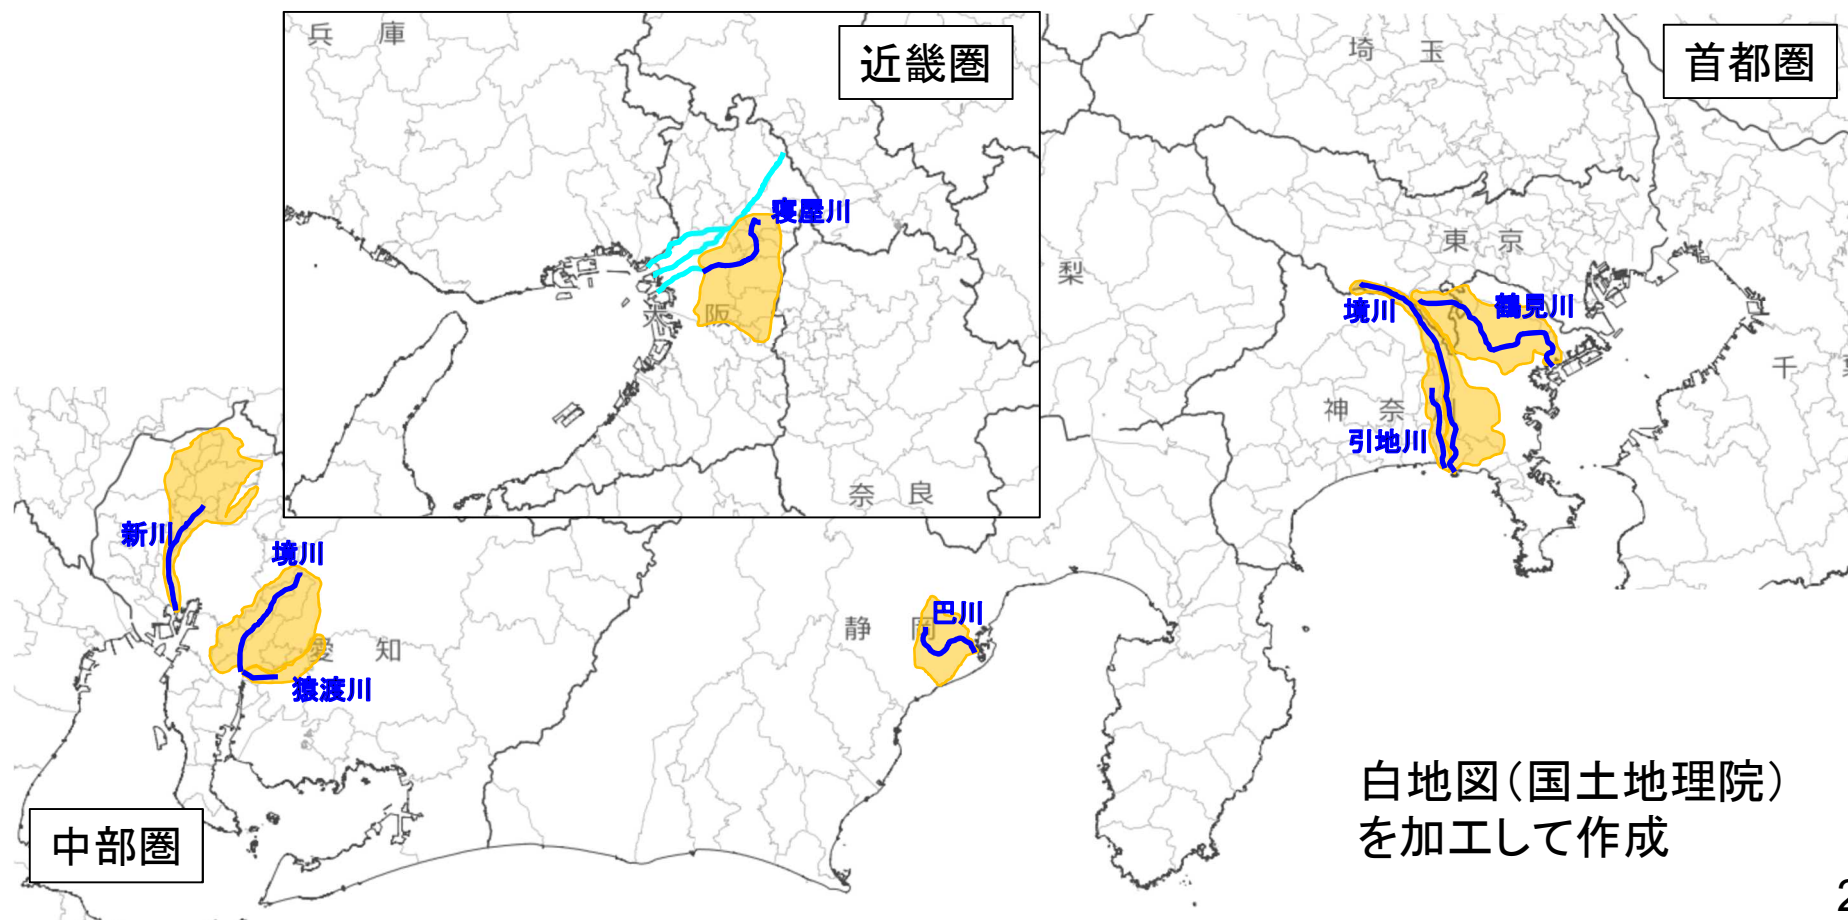 兵 庫
近畿圏
寝屋川
大 阪
奈 良
埼 玉
首都圏
東 京
梨
境川
鶴見川
千
神 奈
引地川
新川
境川
愛 知
猿渡川
静 岡
巴川
中部圏
白地図(国土地理院)
を加工して作成
2